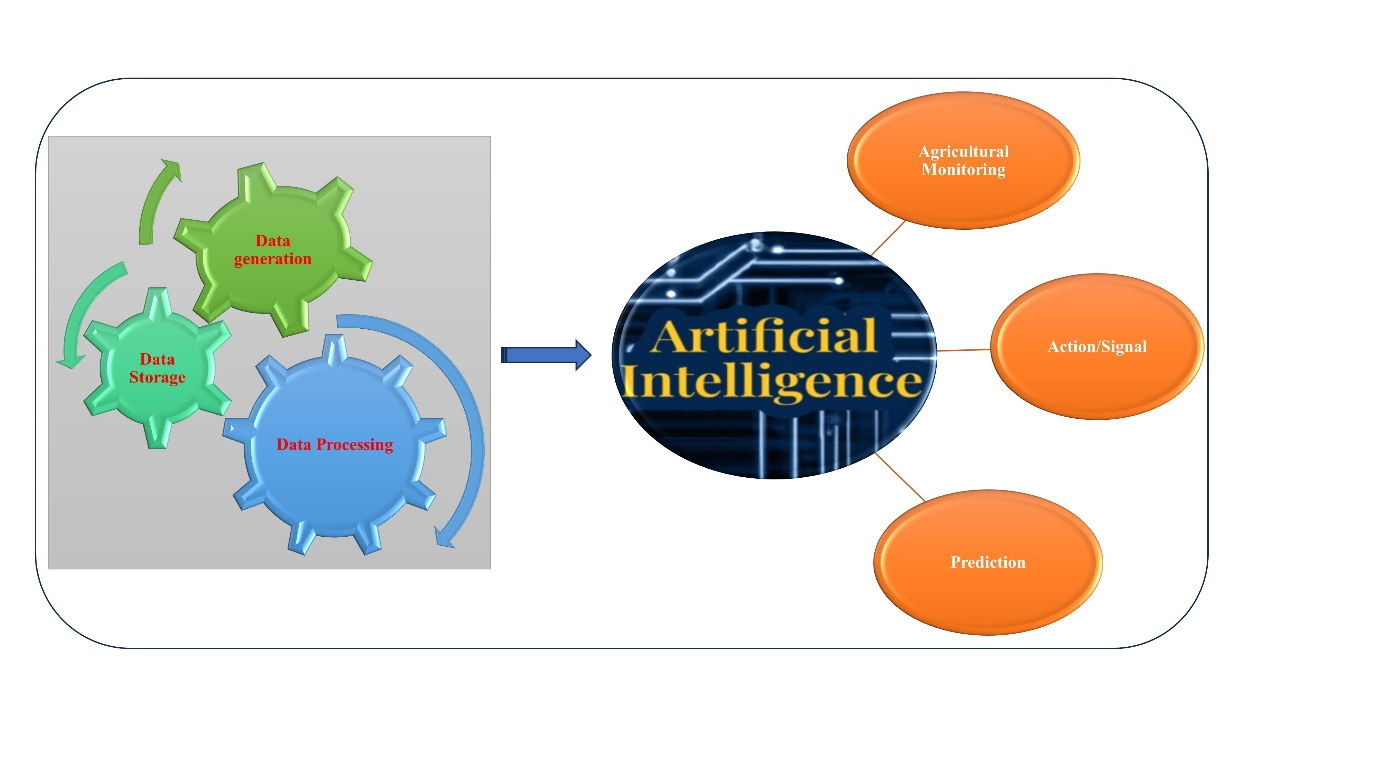 Data
generation
Data
Storage
Data Processing
Artificial
Intelligence
Agricultural
Monitoring
Action/Signal
Prediction